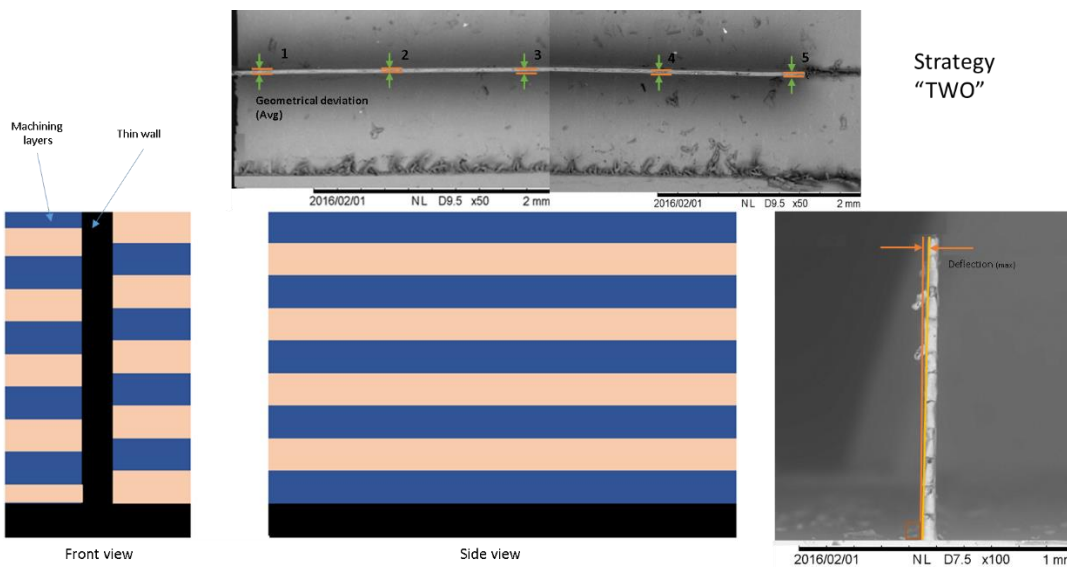 1
2
3
4
5
Geometrical deviation
(Avg)
Strategy
“TWO”
2016/02/01 NL D9.5 x50 2 mm
2016/02/01 NL D9.5 x50 2 mm
Machining
layers
Thin wall
Deflection (max)
Front view
Side view
2016/02/01 NL D7.5 x100 1 mm